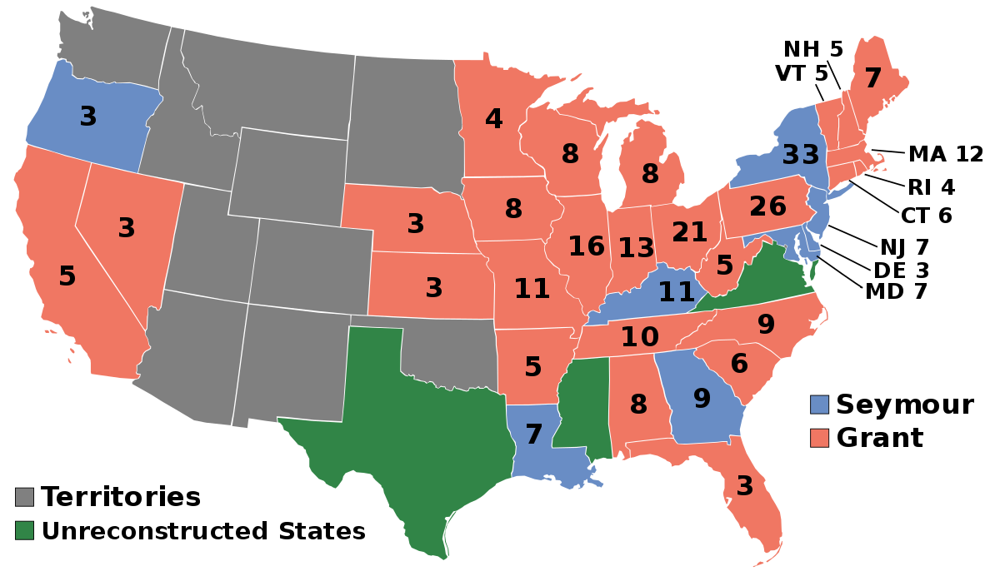 NH 5
VT 5
7
4
3
8
33
MA 12
8
8
RI 4
26
CT 6
8
3
3
21
16
13
NJ 7
5
DE 3
5
3
11
11
MD 7
9
10
6
5
9
8
Seymour
7
Grant
3
Territories
Unreconstructed States